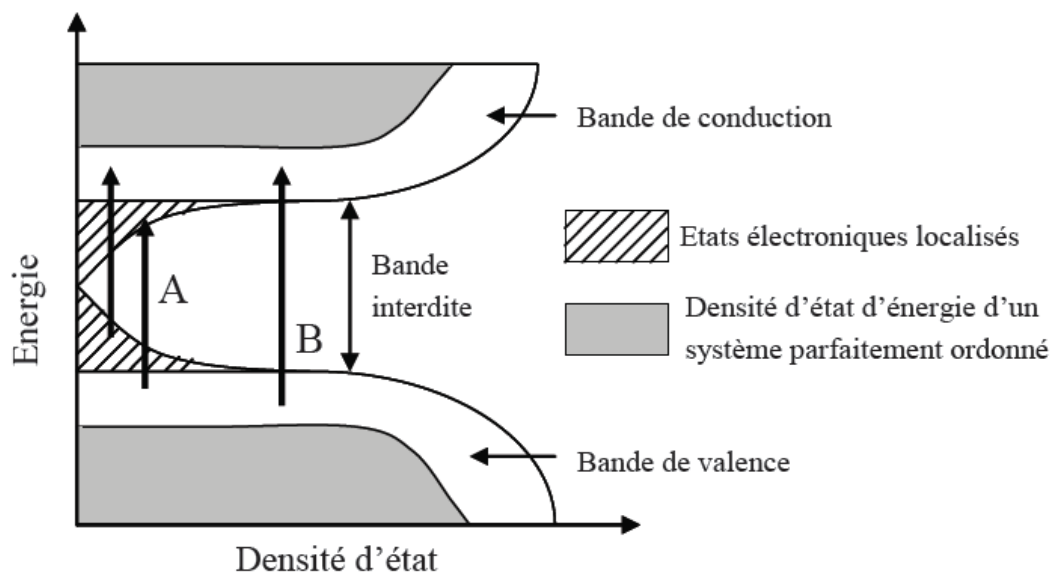 Bande de conduction
Etats électroniques localisés
Energie
A
Bande
interdite
B
Densité d’état d’énergie d’un
système parfaitement ordonné
Bande de valence
Densité d’état